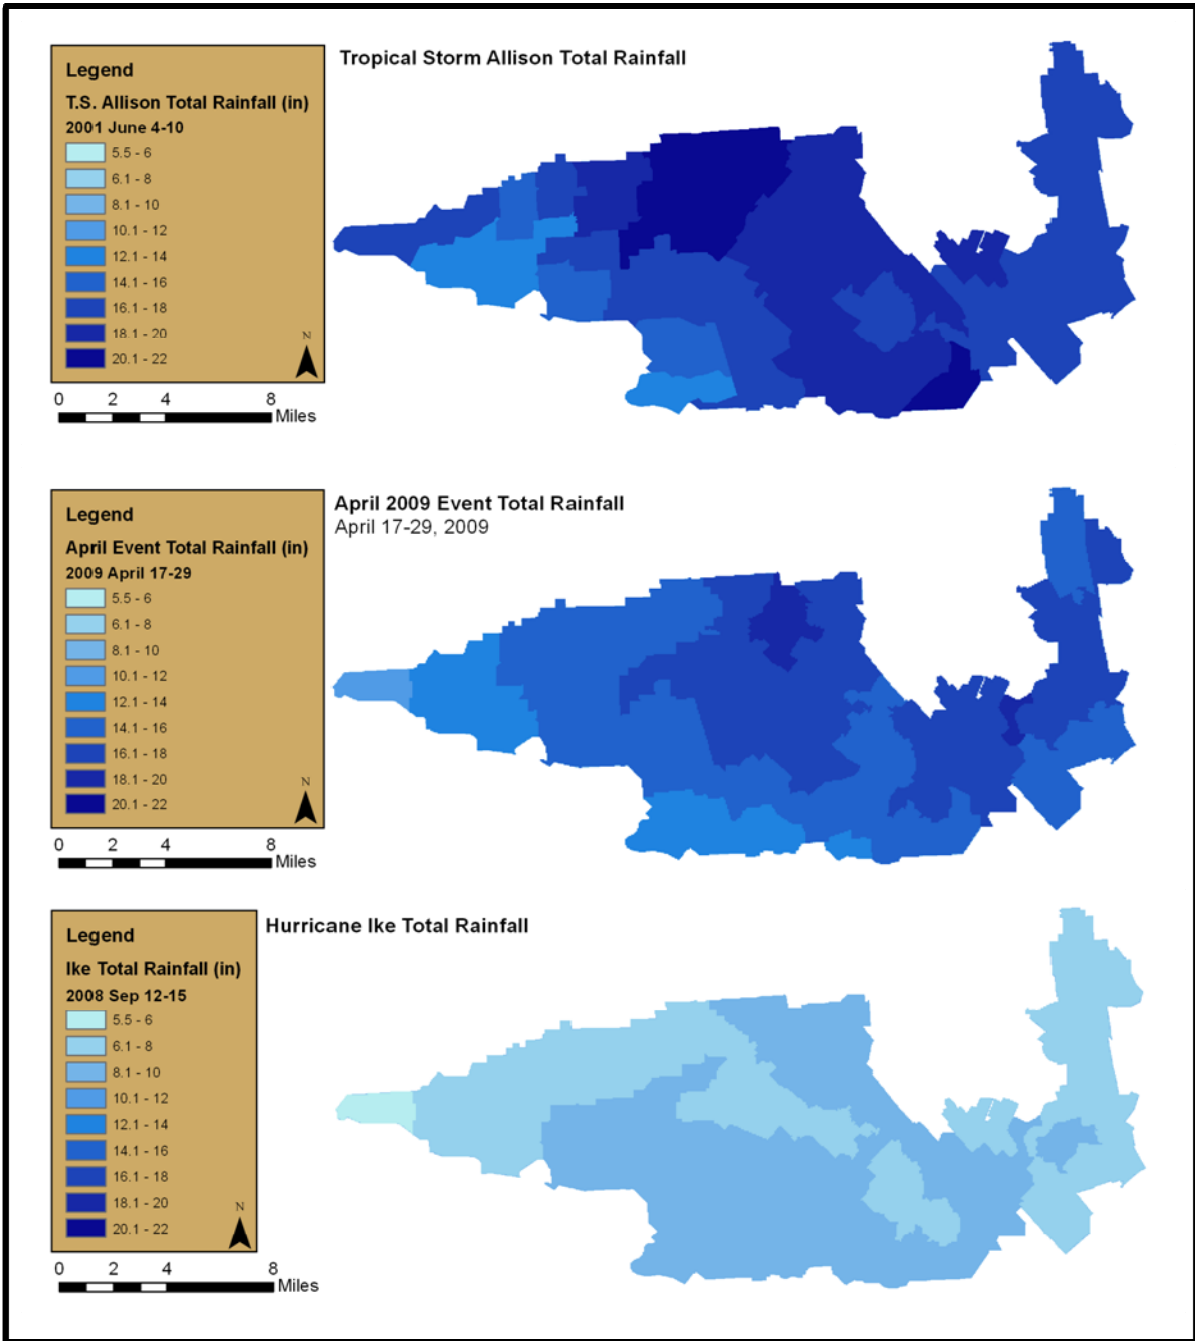 Tropical Storm Allison Total Rainfall
Legend
T.S. Allison Total Rainfall (in)
2001 June 4-10
5.5 - 6
6.1 - 8
8.1 - 10
10.1 - 12
12.1 - 14
14.1 - 16
16.1 - 18
18.1 - 20
20.1 - 22
N
0 2 4 8
Miles
April 2009 Event Total Rainfall
April 17-29, 2009
Legend
April Event Total Rainfall (in)
2009 April 17-29
5.5 - 6
6.1 - 8
8.1 - 10
10.1 - 12
12.1 - 14
14.1 - 16
16.1 - 18
18.1 - 20
20.1 - 22
N
0 2 4 8
Miles
Hurricane Ike Total Rainfall
Legend
Ike Total Rainfall (in)
2008 Sep 12-15
5.5 - 6
6.1 - 8
8.1 - 10
10.1 - 12
12.1 - 14
14.1 - 16
16.1 - 18
18.1 - 20
20.1 - 22
N
0 2 4 8
Miles